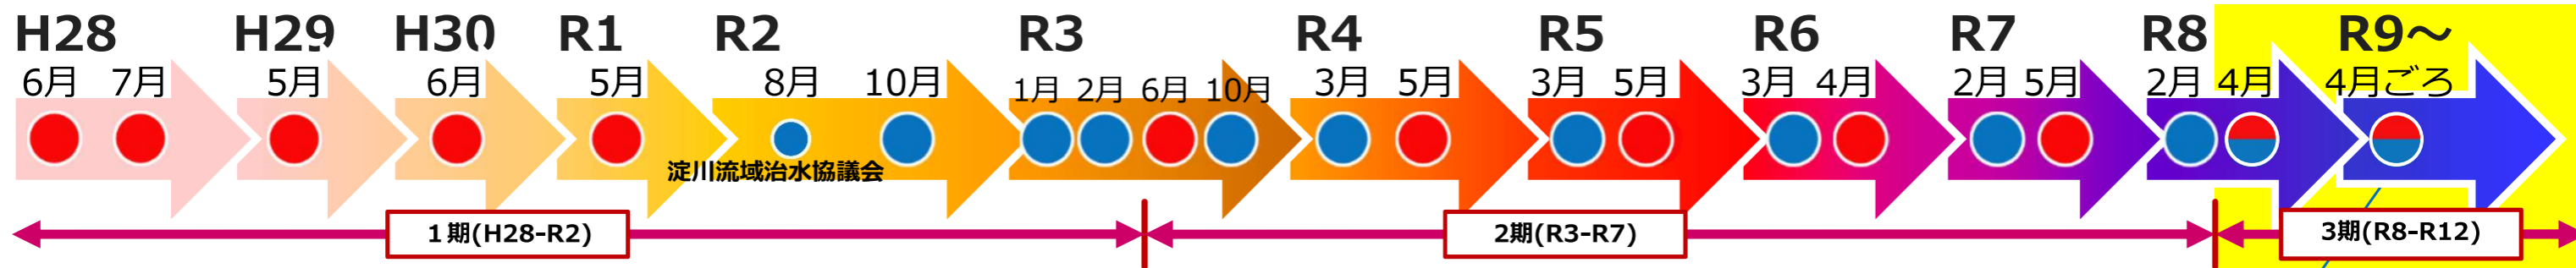 H28 H29 H30 R1 R2 R3 R4 R5 R6 R7 R8 R9～
6月 7月 5月 6月 5月 8月 10月 1月 2月 6月 10月 3月 5月 3月 5月 3月 4月 2月 5月 2月 4月 4月ごろ
淀川流域治水協議会
1期(H28-R2) 2期(R3-R7) 3期(R8-R12)